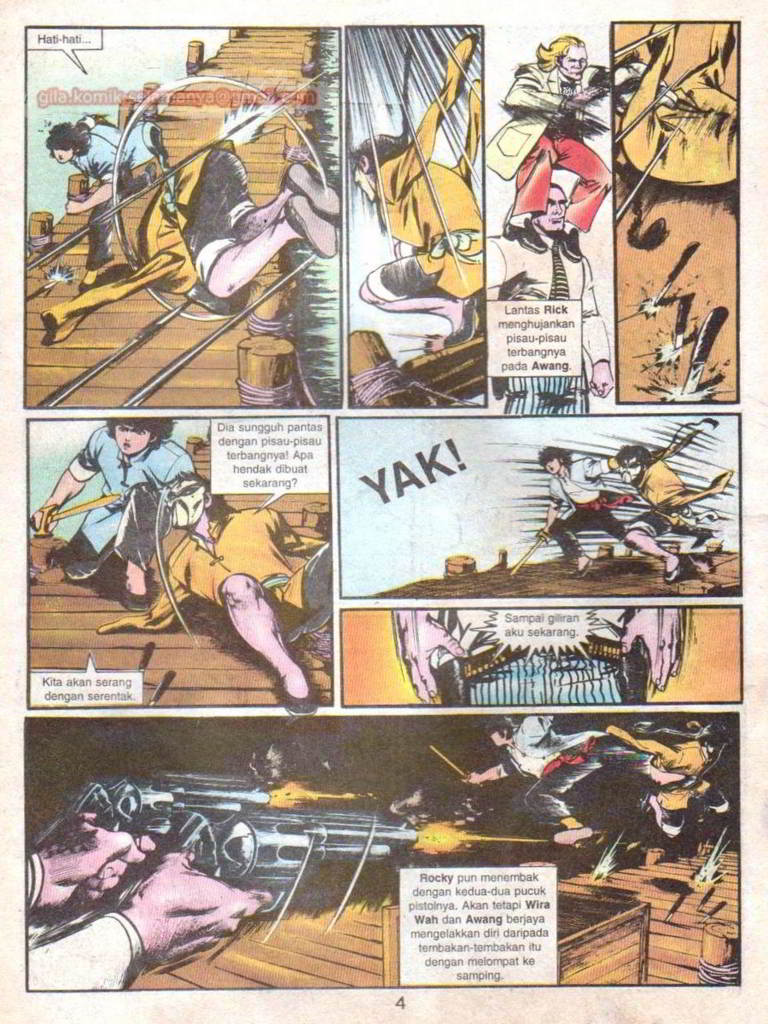 Hati-hati...
Lantas Rick
menghujankan
pisau-pisau
terbangnya
pada Awang.
Dia sungguh pantas
dengan pisau-pisau
terbangnya! Apa
hendak dibuat
sekarang?
Kita akan serang
dengan serentak.
YAK!
Sampai giliran
aku sekarang.
Rocky pun menembak
dengan kedua-dua pucuk
pistolnya. Akan tetapi Wira
Wah dan Awang berjaya
mengelakkan diri daripada
tembakan-tembakan itu
dengan melompat ke
samping.
4